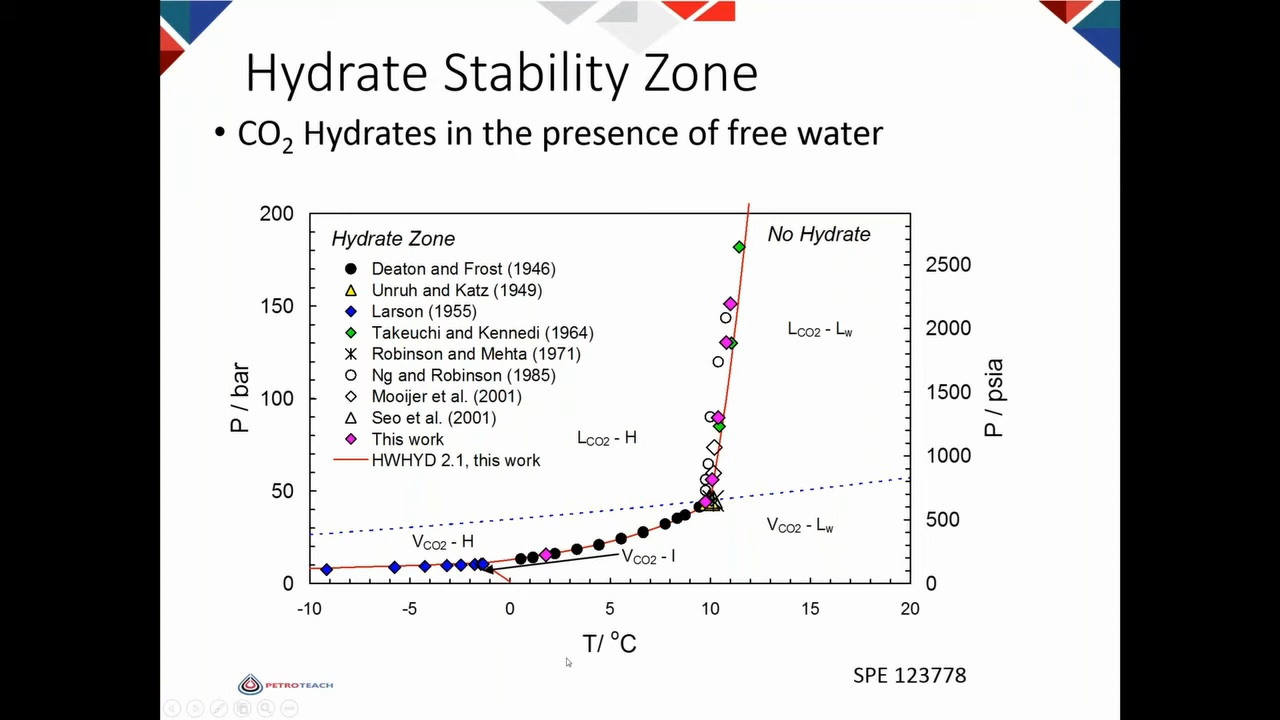 Hydrate Stability Zone
• CO₂ Hydrates in the presence of free water
Hydrate Zone
No Hydrate
Deaton and Frost (1946)
Unruh and Katz (1949)
Larson (1955)
Takeuchi and Kennedi (1964)
Robinson and Mehta (1971)
Ng and Robinson (1985)
Mooijer et al. (2001)
Seo et al. (2001)
This work
HWHYD 2.1, this work
L_CO2 - L_w
L_CO2 - H
V_CO2 - H
V_CO2 - I
V_CO2 - L_w
P / bar
200
150
100
50
0
P / psia
2500
2000
1500
1000
500
0
-10 -5 0 5 10 15 20
T/ °C
PETROTEACH
SPE 123778